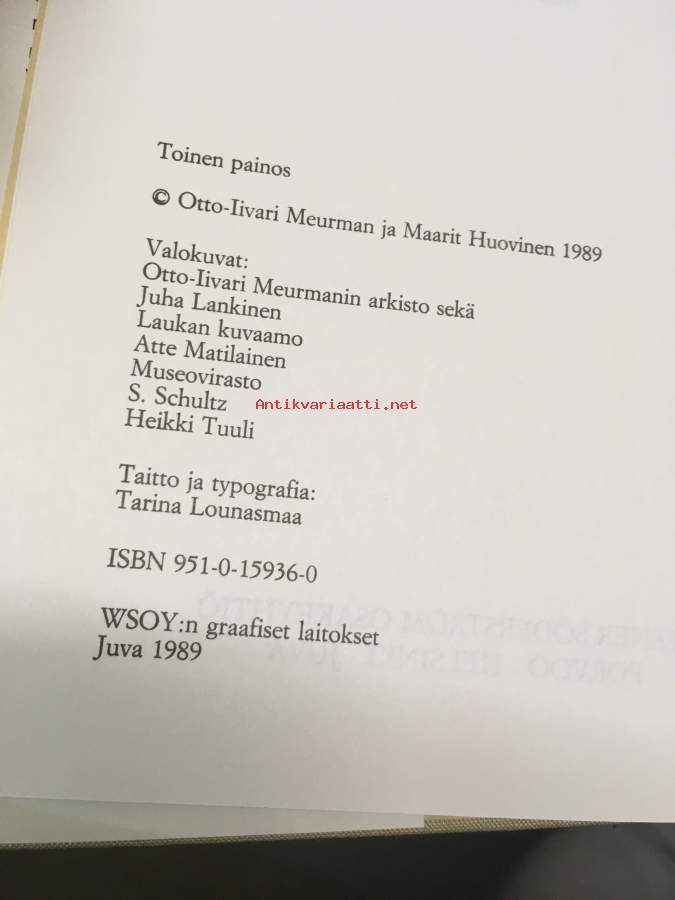 Toinen painos
© Otto-Iivari Meurman ja Maarit Huovinen 1989
Valokuvat:
Otto-Iivari Meurmanin arkisto sekä
Juha Lankinen
Laukan kuvaamo
Atte Matilainen
Museovirasto
S. Schultz
Heikki Tuuli
Antikvariaatti.net
Taitto ja typografia:
Tarina Lounasmaa
ISBN 951-0-15936-0
WSOY:n graafiset laitokset
Juva 1989